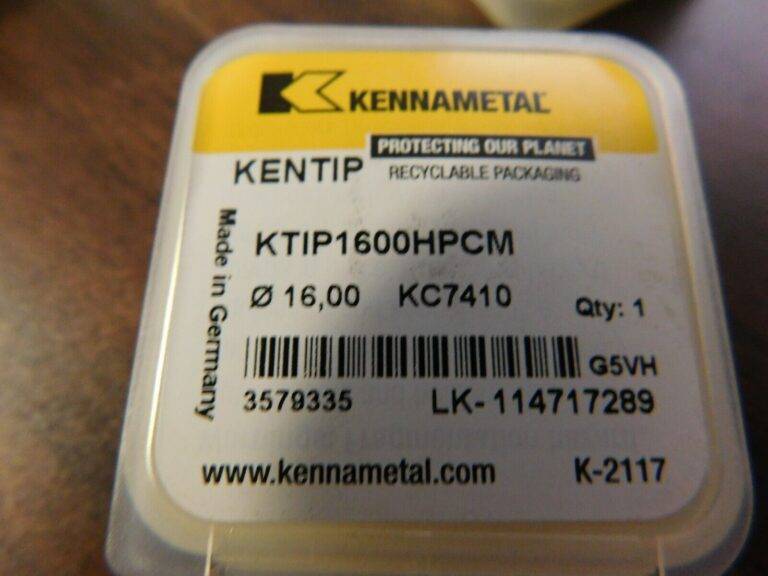 KENNAMETAL
PROTECTING OUR PLANET
KENTIP RECYCLABLE PACKAGING
Made in Germany
KTIP1600HPCM
Ø 16,00 KC7410 Qty: 1
G5VH
3579335 LK-114717289
www.kennametal.com K-2117